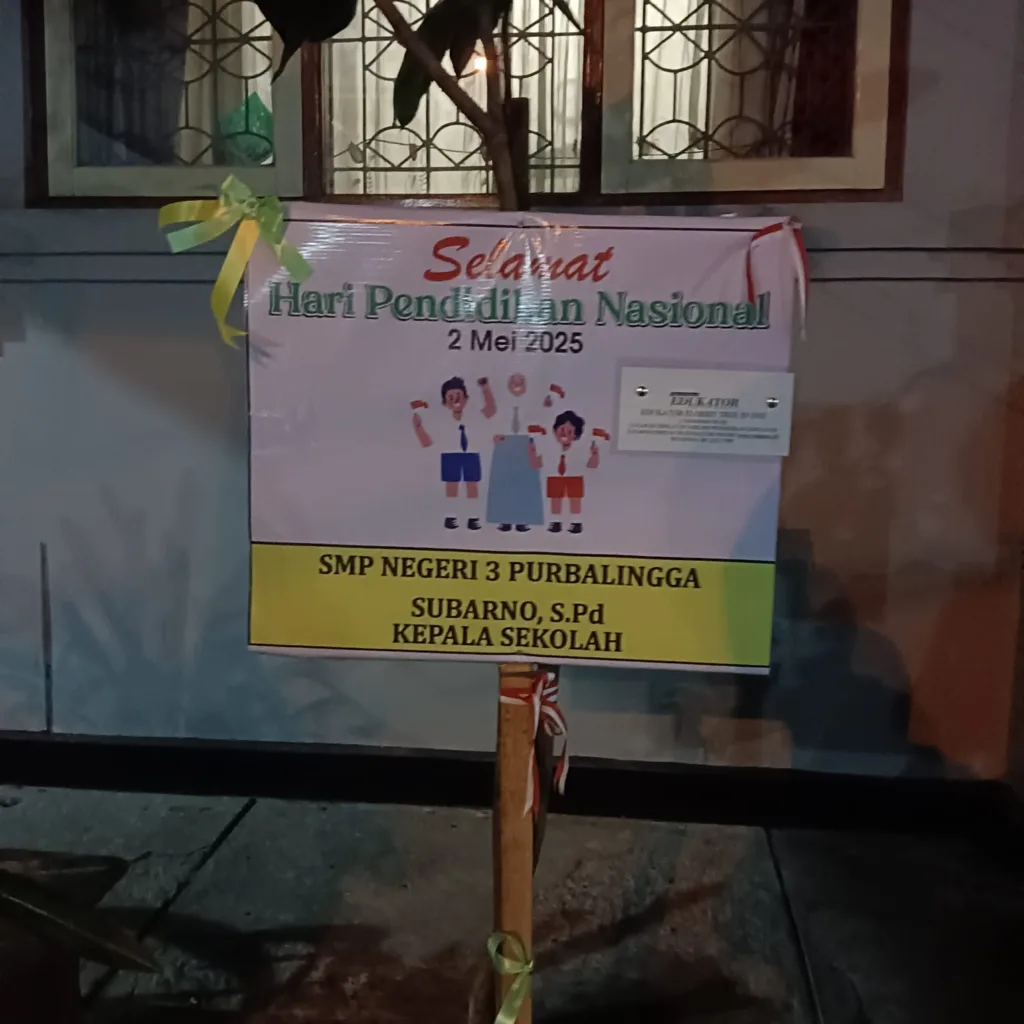 Selamat
Hari Pendidikan Nasional
2 Mei 2025
EDUKATOR
SMP NEGERI 3 PURBALINGGA
SUBARNO, S.Pd
KEPALA SEKOLAH